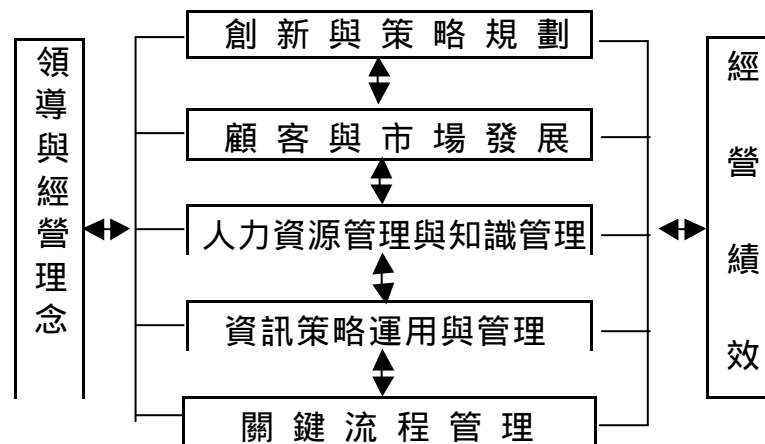 領導與經營理念
創新與策略規劃
顧客與市場發展
人力資源管理與知識管理
資訊策略運用與管理
關鍵流程管理
經營績效